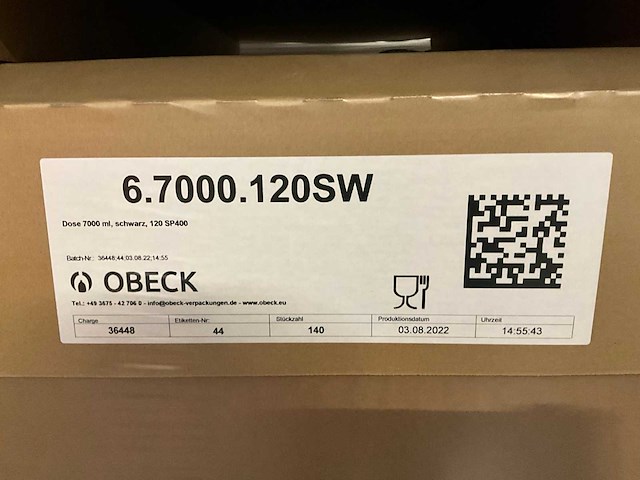 6.7000.120SW
Dose 7000 ml, schwarz, 120 SP400
Batch-Nr.: 36448;44;03.08.22;14:55
OBECK
Tel.: +49 3675 - 42 706 0 - info@obeck-verpackungen.de - www.obeck.eu
Charge Etiketten-Nr. Stückzahl Produktionsdatum Uhrzeit
36448 44 140 03.08.2022 14:55:43